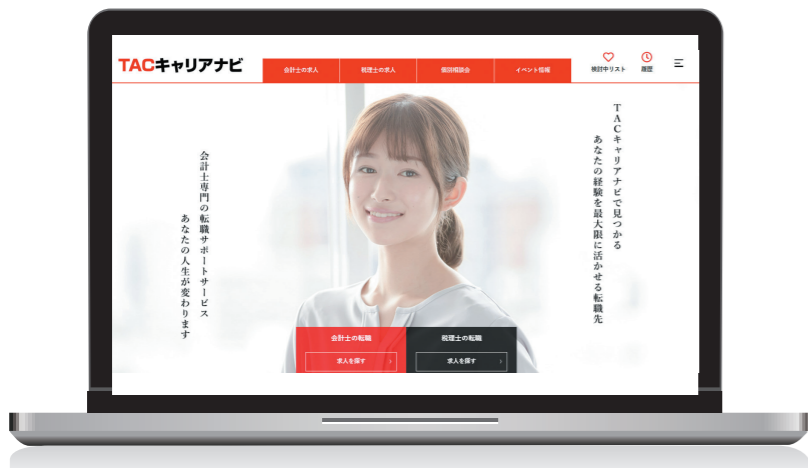 TACキャリアナビ
会計士の求人
税理士の求人
個別相談会
イベント情報
検討中リスト
履歴
TACキャリアナビで見つかる
あなたの経験を最大限に活かせる転職先
会計士専門の転職サポートサービス
あなたの人生が変わります
会計士の転職
求人を探す
税理士の転職
求人を探す